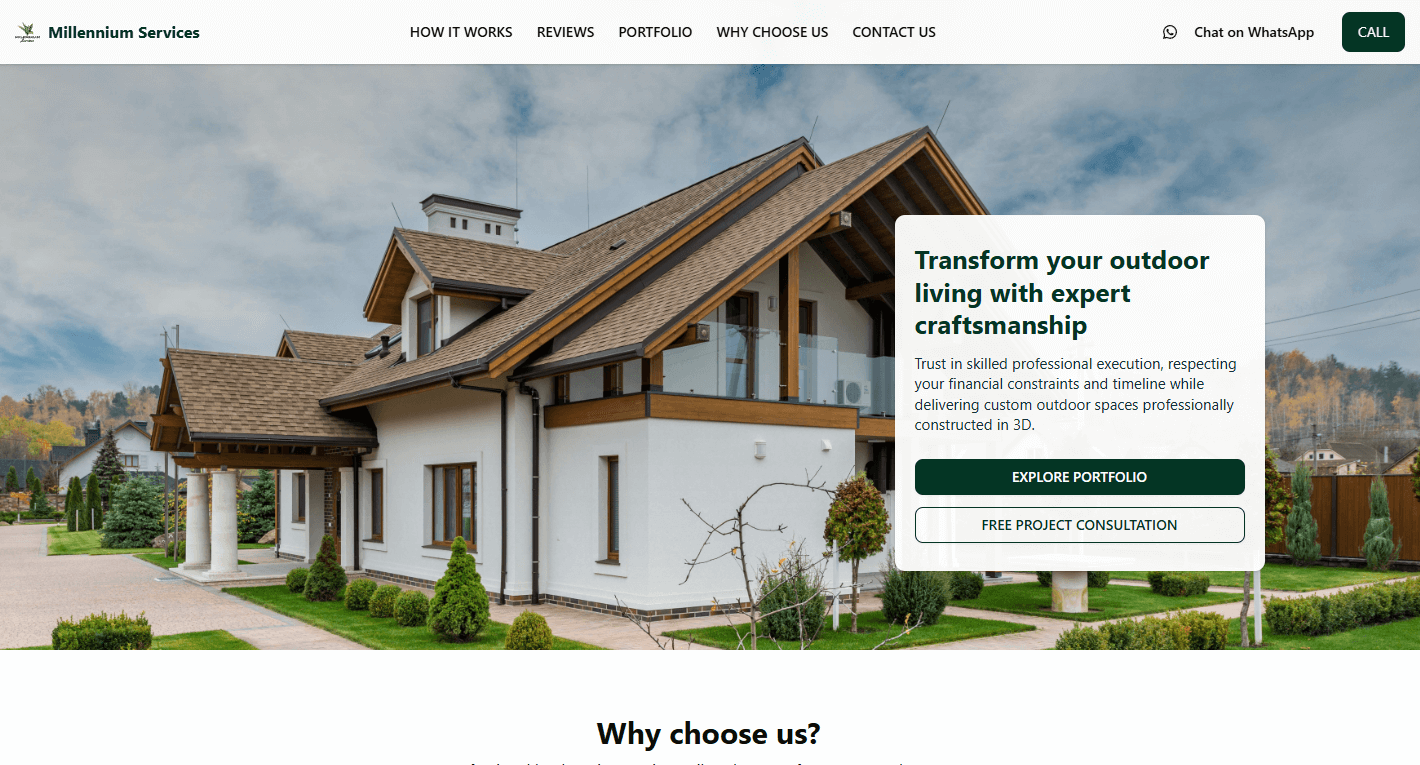 Millennium Services
HOW IT WORKS
REVIEWS
PORTFOLIO
WHY CHOOSE US
CONTACT US
Chat on WhatsApp
CALL
Transform your outdoor
living with expert
craftsmanship
Trust in skilled professional execution, respecting
your financial constraints and timeline while
delivering custom outdoor spaces professionally
constructed in 3D.
EXPLORE PORTFOLIO
FREE PROJECT CONSULTATION
Why choose us?